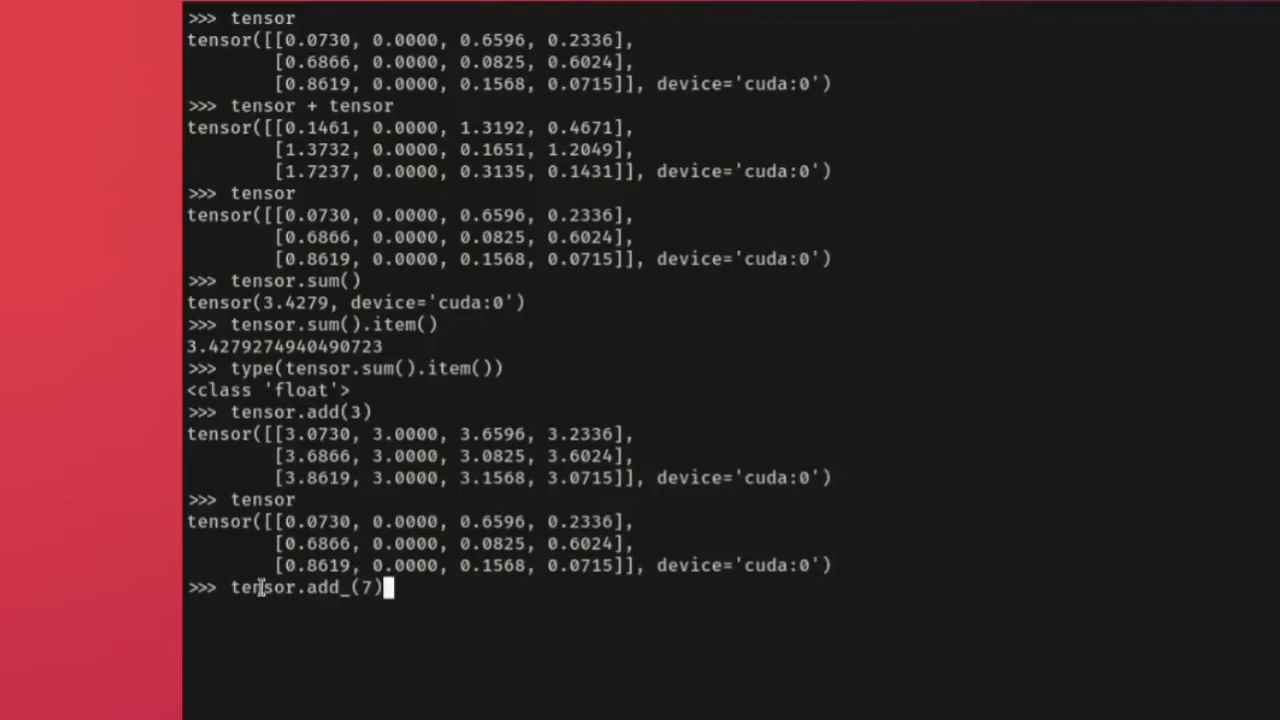 >>> tensor
tensor([[0.0730, 0.0000, 0.6596, 0.2336],
        [0.6866, 0.0000, 0.0825, 0.6024],
        [0.8619, 0.0000, 0.1568, 0.0715]], device='cuda:0')
>>> tensor + tensor
tensor([[0.1461, 0.0000, 1.3192, 0.4671],
        [1.3732, 0.0000, 0.1651, 1.2049],
        [1.7237, 0.0000, 0.3135, 0.1431]], device='cuda:0')
>>> tensor
tensor([[0.0730, 0.0000, 0.6596, 0.2336],
        [0.6866, 0.0000, 0.0825, 0.6024],
        [0.8619, 0.0000, 0.1568, 0.0715]], device='cuda:0')
>>> tensor.sum()
tensor(3.4279, device='cuda:0')
>>> tensor.sum().item()
3.4279274940490723
>>> type(tensor.sum().item())
<class 'float'>
>>> tensor.add(3)
tensor([[3.0730, 3.0000, 3.6596, 3.2336],
        [3.6866, 3.0000, 3.0825, 3.6024],
        [3.8619, 3.0000, 3.1568, 3.0715]], device='cuda:0')
>>> tensor
tensor([[0.0730, 0.0000, 0.6596, 0.2336],
        [0.6866, 0.0000, 0.0825, 0.6024],
        [0.8619, 0.0000, 0.1568, 0.0715]], device='cuda:0')
>>> tensor.add_(7)